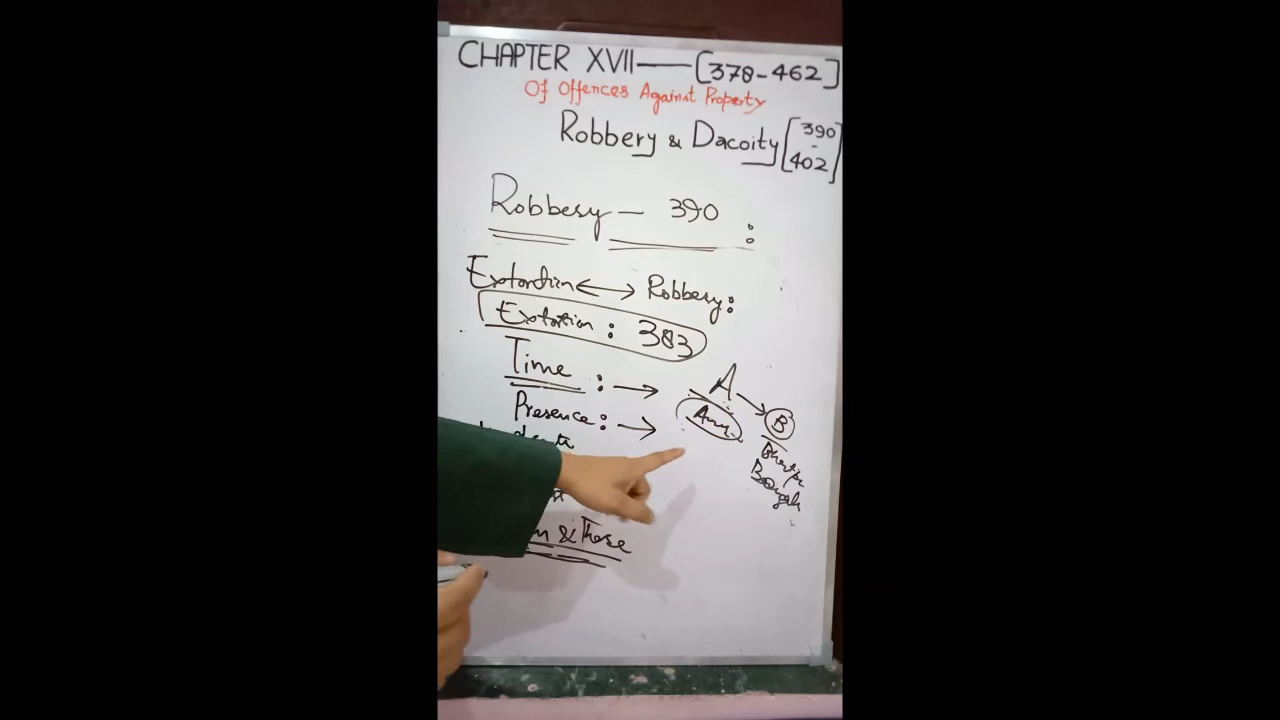 CHAPTER XVII — [378-462]
Of Offences Against Property
Robbery & Dacoity [390-402]
Robbery — 390 :
Extortion ↔ Robbery:
Extortion : 383
Time : →
Presence : →
A → B
& These